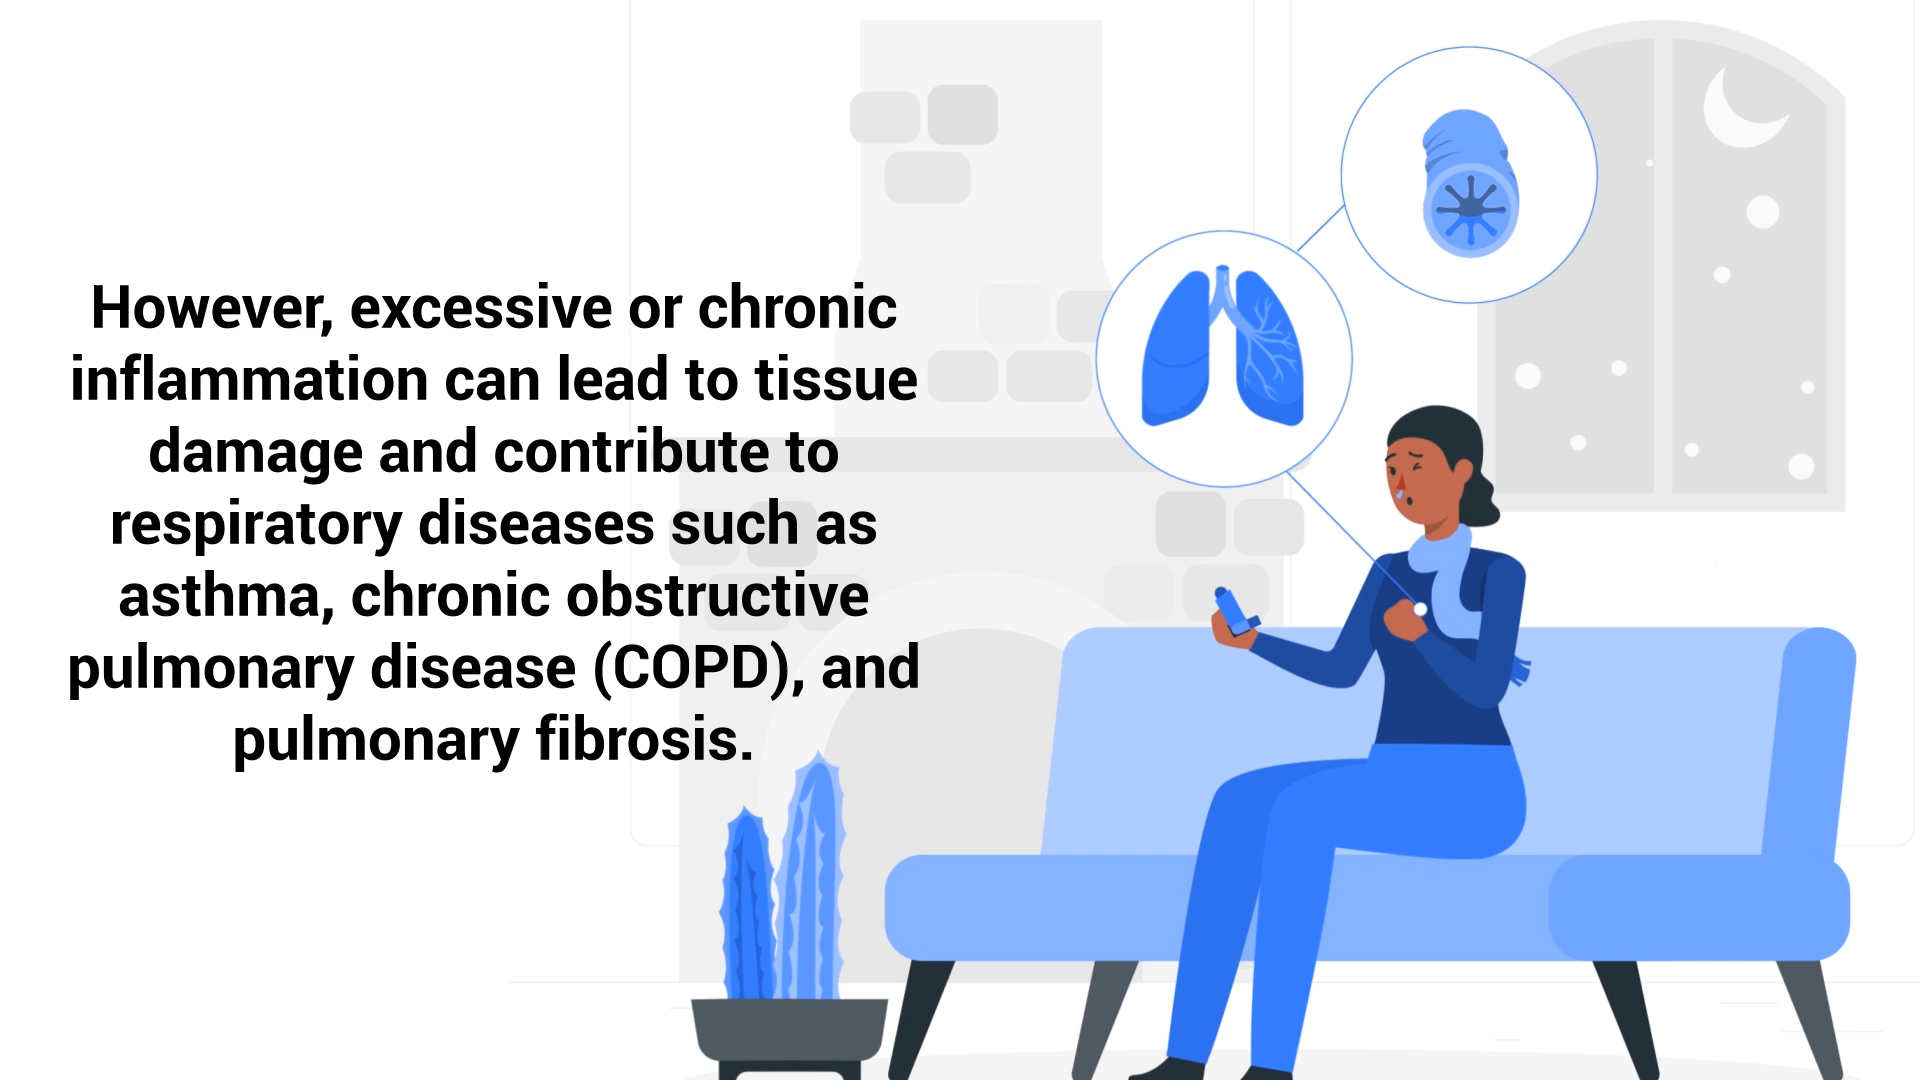 However, excessive or chronic
inflammation can lead to tissue
damage and contribute to
respiratory diseases such as
asthma, chronic obstructive
pulmonary disease (COPD), and
pulmonary fibrosis.